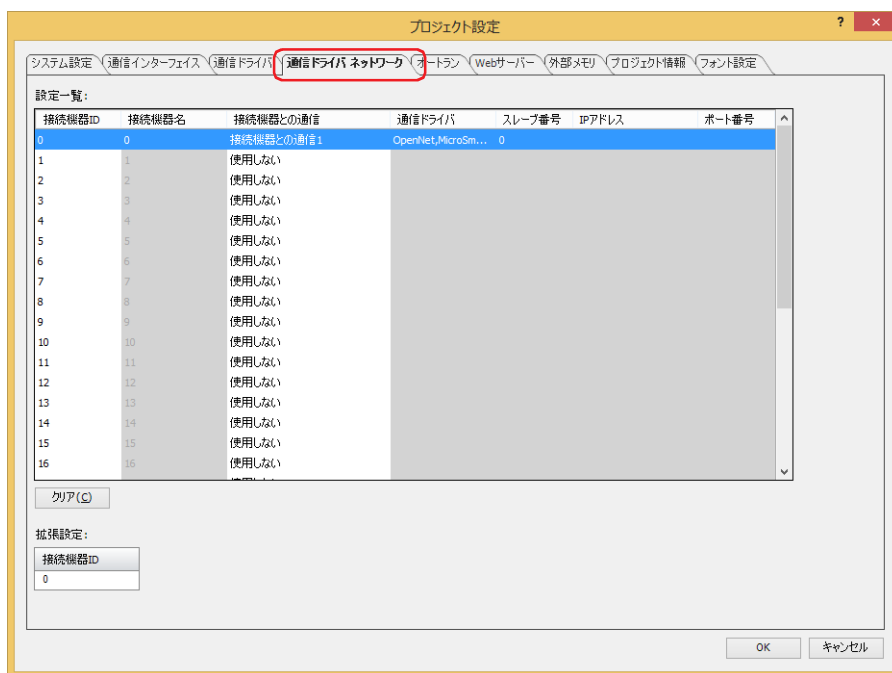 プロジェクト設定
? ×
システム設定 通信インターフェイス 通信ドライバ 通信ドライバ ネットワーク オートラン Webサーバー 外部メモリ プロジェクト情報 フォント設定
設定一覧:
接続機器ID 接続機器名 接続機器との通信 通信ドライバ スレーブ番号 IPアドレス ポート番号
0 0 接続機器との通信1 OpenNet,MicroSm... 0
1 1 使用しない
2 2 使用しない
3 3 使用しない
4 4 使用しない
5 5 使用しない
6 6 使用しない
7 7 使用しない
8 8 使用しない
9 9 使用しない
10 10 使用しない
11 11 使用しない
12 12 使用しない
13 13 使用しない
14 14 使用しない
15 15 使用しない
16 16 使用しない
クリア(C)
拡張設定:
接続機器ID
0
OK キャンセル